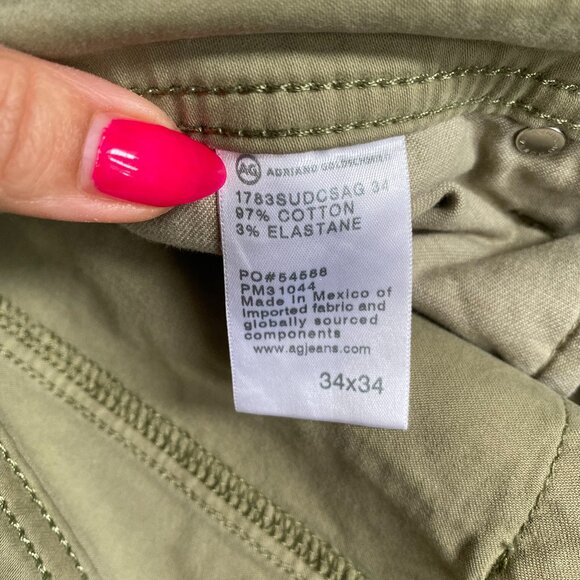 AG ADRIANO GOLDSCHMIED
1783SUDCSAG 34
97% COTTON
3% ELASTANE
PO#54588
PM31044
Made in Mexico of
Imported fabric and
globally sourced
components
www.agjeans.com
34x34